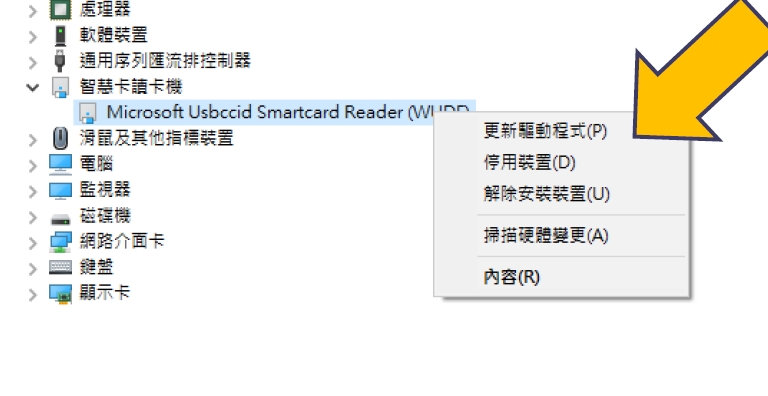 處理器
軟體裝置
通用序列匯流排控制器
智慧卡讀卡機
Microsoft Usbccid Smartcard Reader (WUDF)
滑鼠及其他指標裝置
電腦
監視器
磁碟機
網路介面卡
鍵盤
顯示卡
更新驅動程式(P)
停用裝置(D)
解除安裝裝置(U)
掃描硬體變更(A)
內容(R)